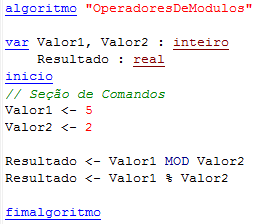 algoritmo "OperadoresDeModulos"
var Valor1, Valor2 : inteiro
Resultado : real
inicio
// Seção de Comandos
Valor1 <- 5
Valor2 <- 2
Resultado <- Valor1 MOD Valor2
Resultado <- Valor1 % Valor2
fimalgoritmo